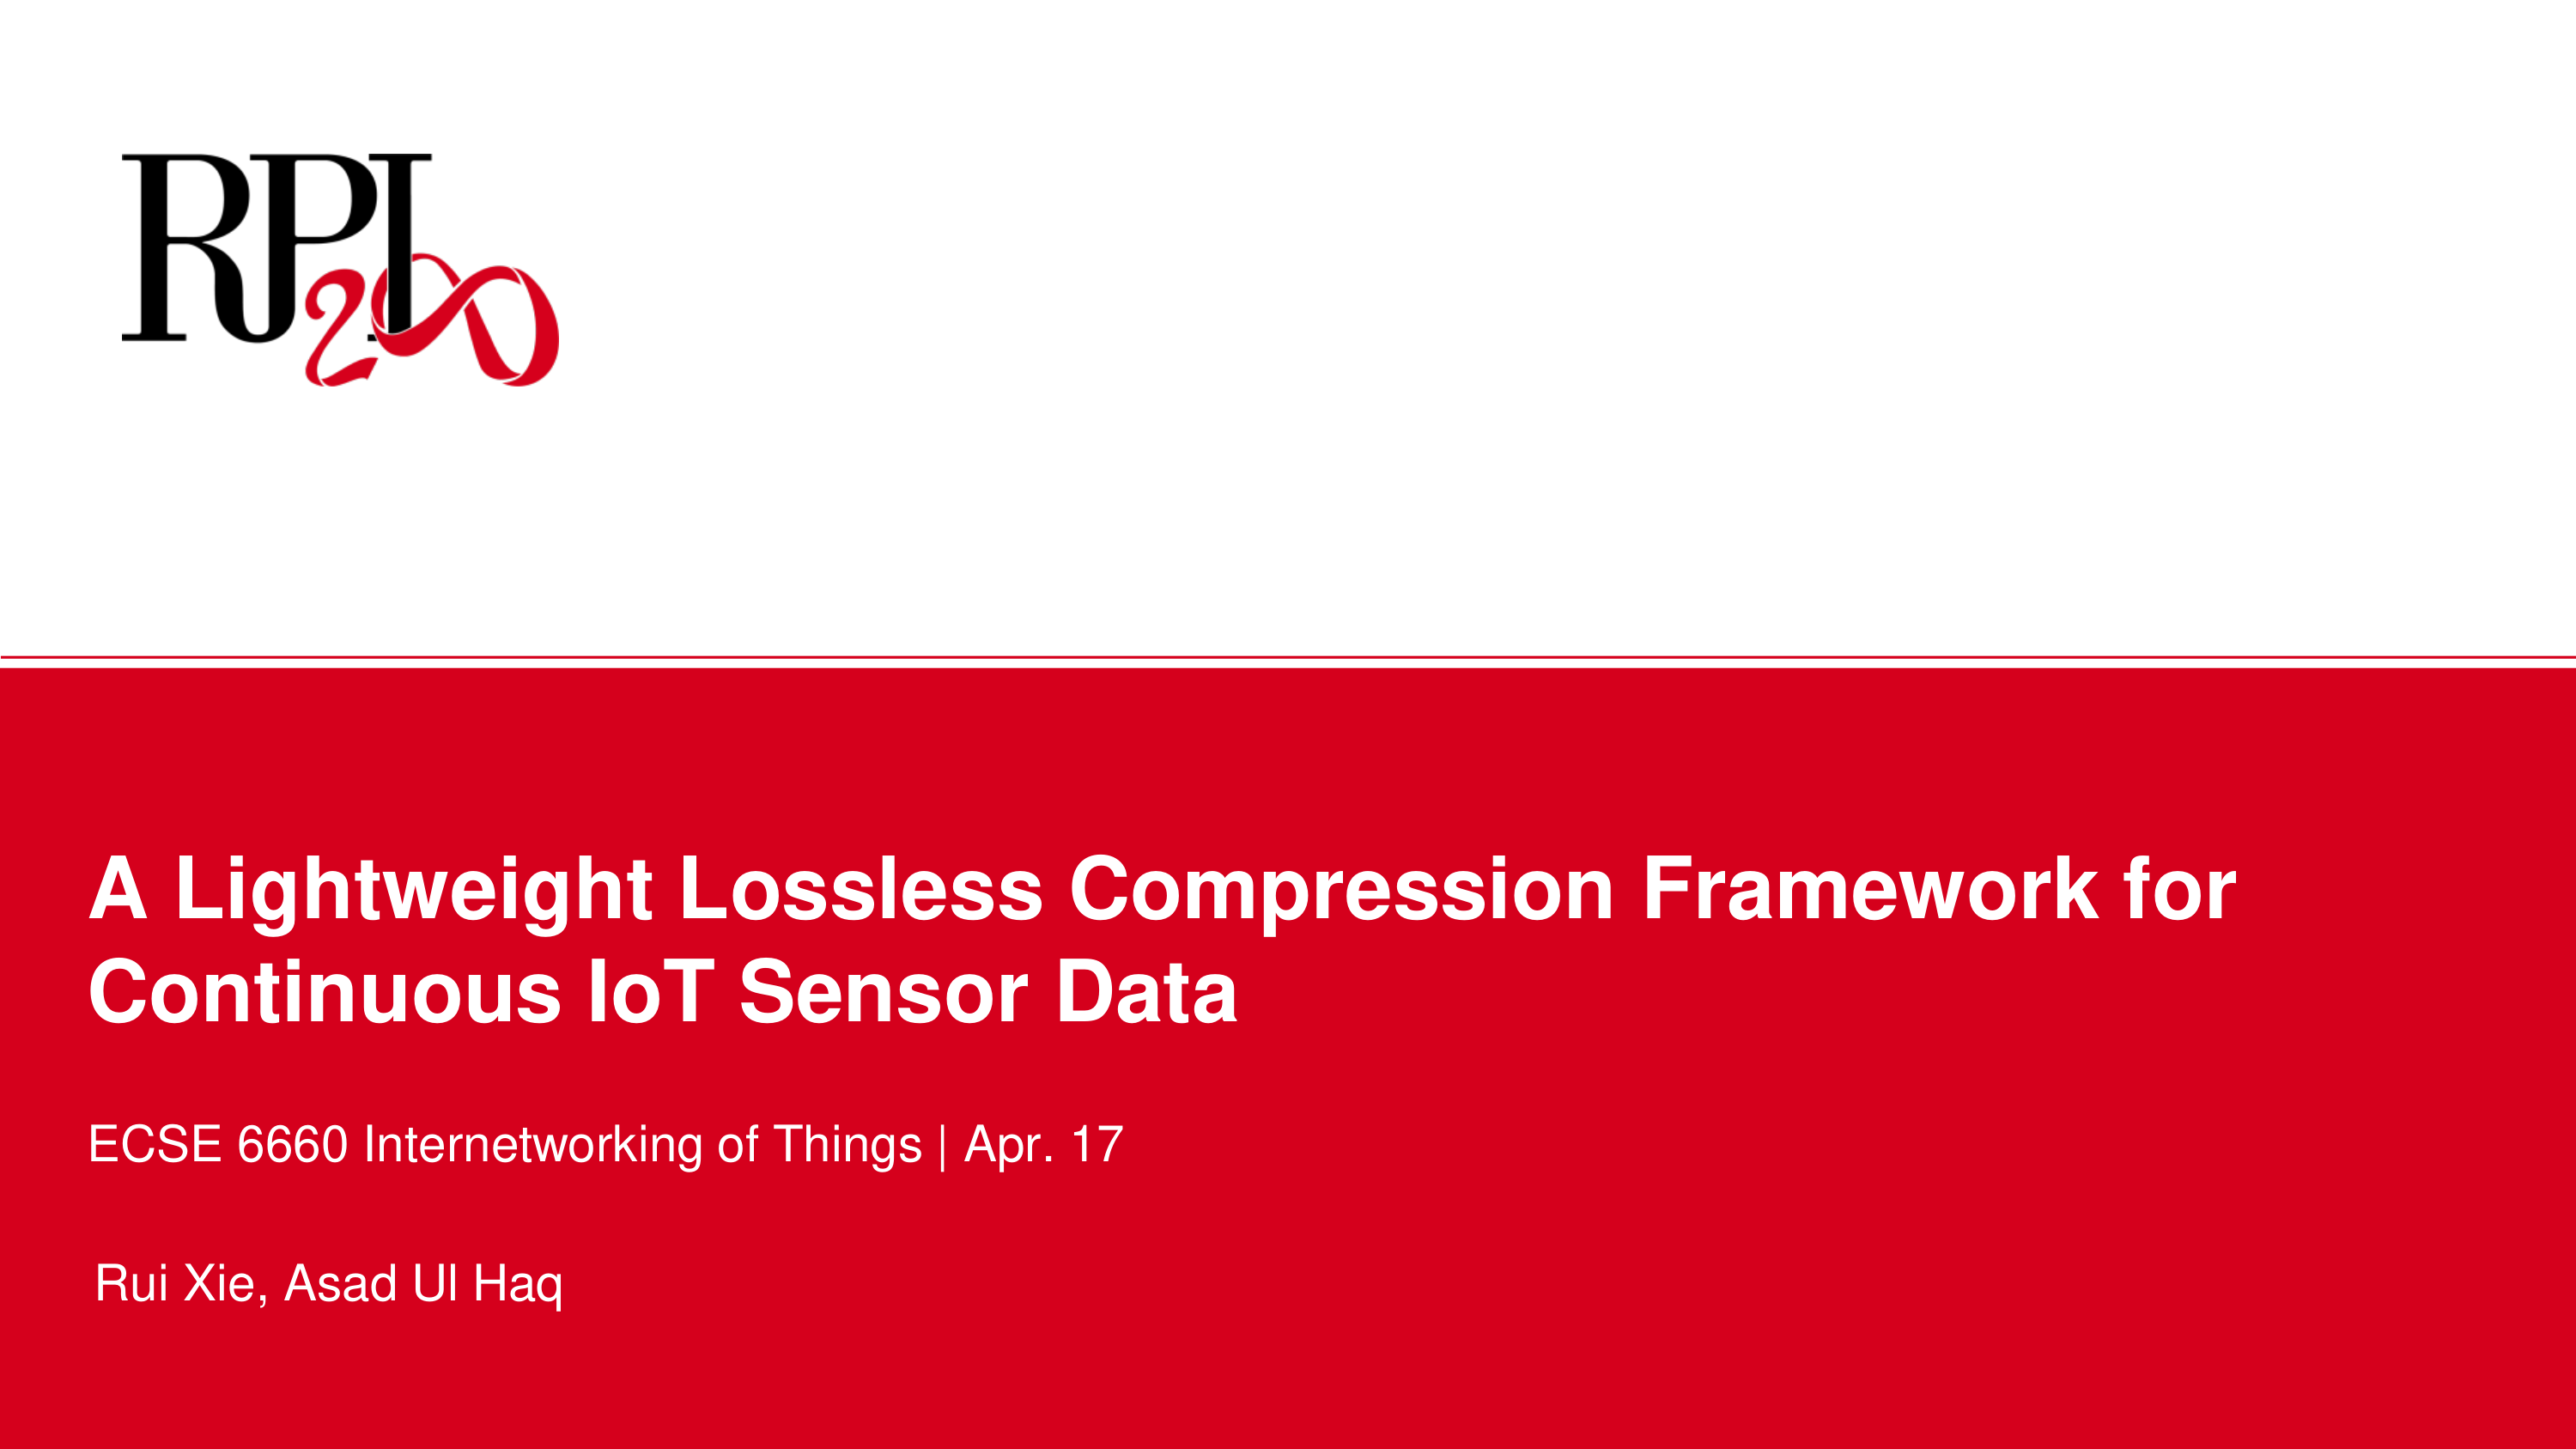 RPI
200
A Lightweight Lossless Compression Framework for
Continuous IoT Sensor Data
ECSE 6660 Internetworking of Things | Apr. 17
Rui Xie, Asad Ul Haq